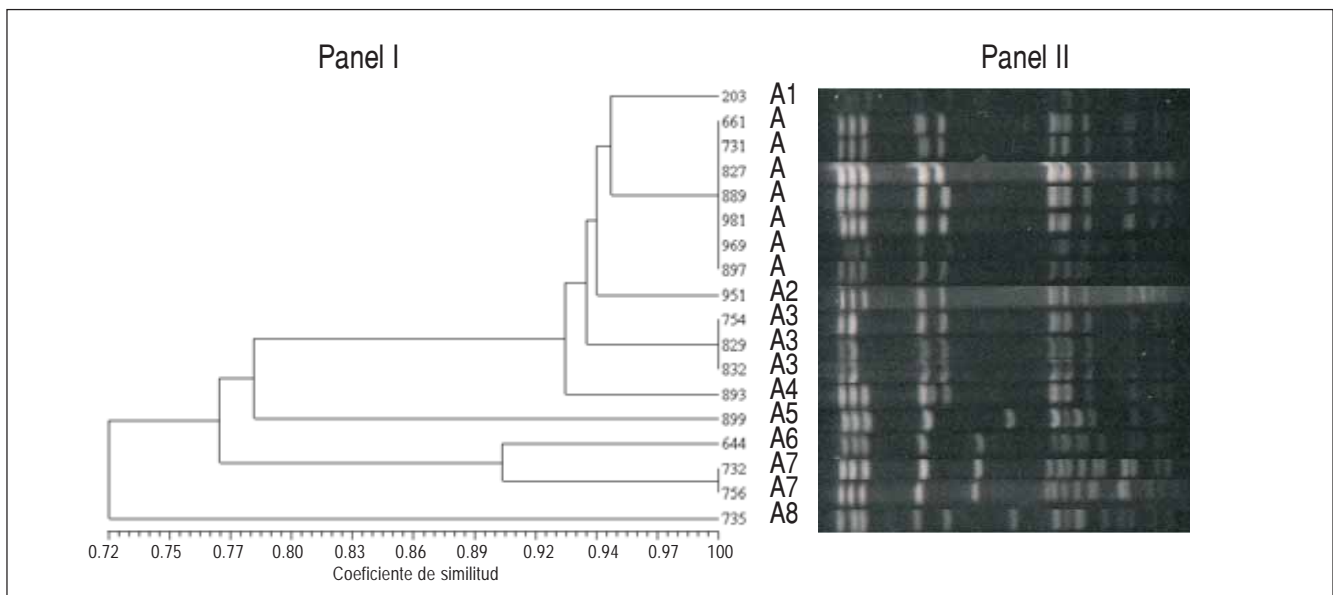 Panel I Panel II
203 A1
661 A
731 A
827 A
889 A
981 A
969 A
897 A
951 A2
754 A3
829 A3
832 A3
893 A4
899 A5
644 A6
732 A7
756 A7
735 A8
0.72 0.75 0.77 0.80 0.83 0.86 0.89 0.92 0.94 0.97 100
Coeficiente de similitud